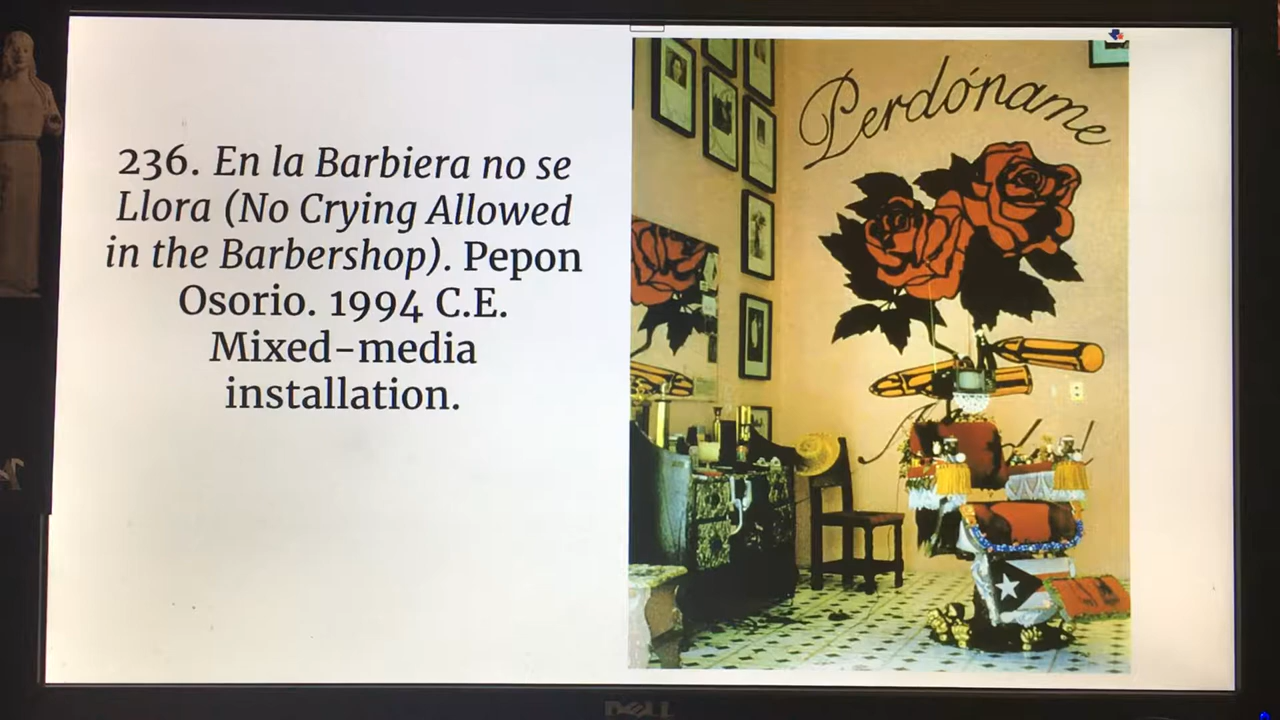 236. En la Barbiera no se
Llora (No Crying Allowed
in the Barbershop). Pepon
Osorio. 1994 C.E.
Mixed-media
installation.
Perdóname
DELL